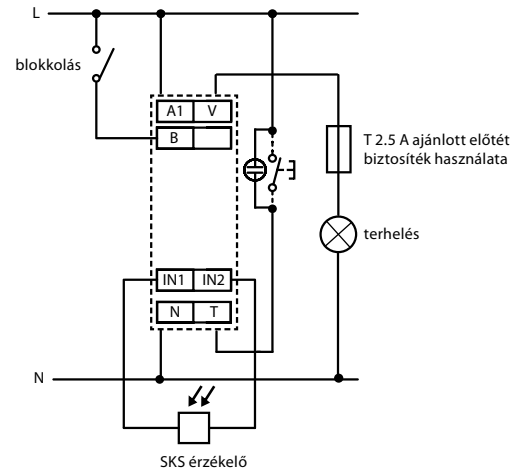 L
blokkolás
A1 V
B
T 2.5 A ajánlott előtét
biztosíték használata
terhelés
IN1 IN2
N T
N
SKS érzékelő